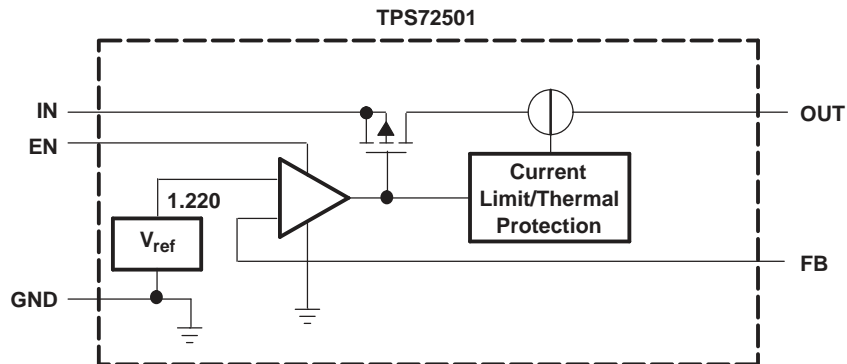 TPS72501
IN
OUT
EN
Current
Limit/Thermal
Protection
1.220
Vref
FB
GND